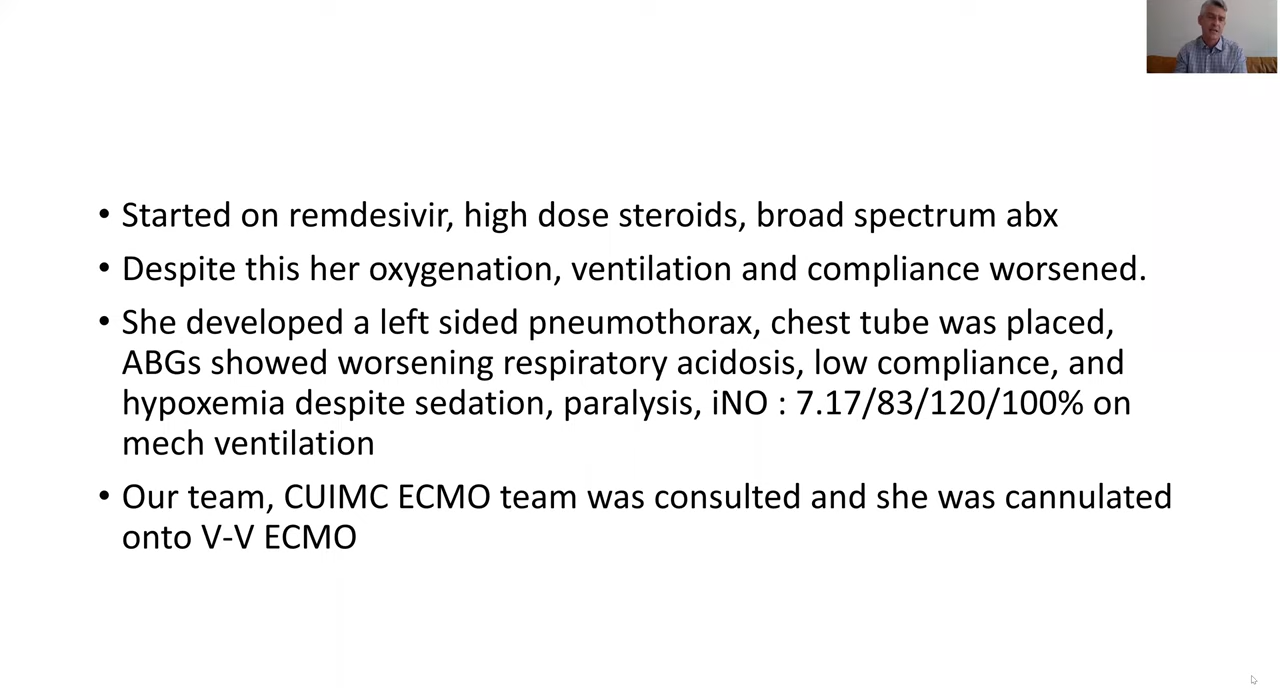 • Started on remdesivir, high dose steroids, broad spectrum abx
• Despite this her oxygenation, ventilation and compliance worsened.
• She developed a left sided pneumothorax, chest tube was placed,
ABGs showed worsening respiratory acidosis, low compliance, and
hypoxemia despite sedation, paralysis, iNO : 7.17/83/120/100% on
mech ventilation
• Our team, CUIMC ECMO team was consulted and she was cannulated
onto V-V ECMO